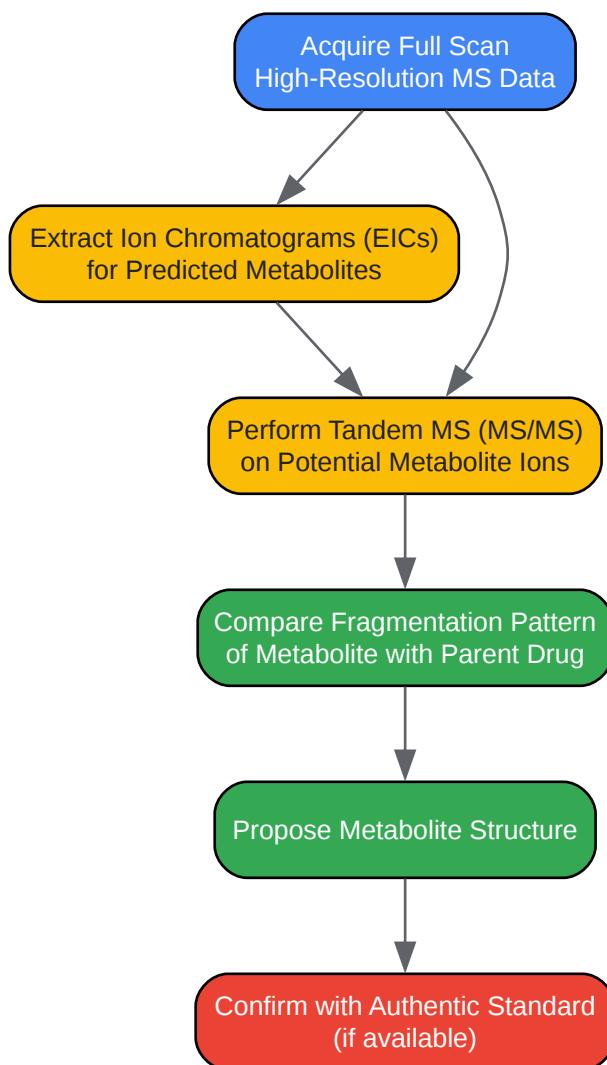 Acquire Full Scan
High-Resolution MS Data
Extract Ion Chromatograms (EICs)
for Predicted Metabolites
Perform Tandem MS (MS/MS)
on Potential Metabolite Ions
Compare Fragmentation Pattern
of Metabolite with Parent Drug
Propose Metabolite Structure
Confirm with Authentic Standard
(if available)